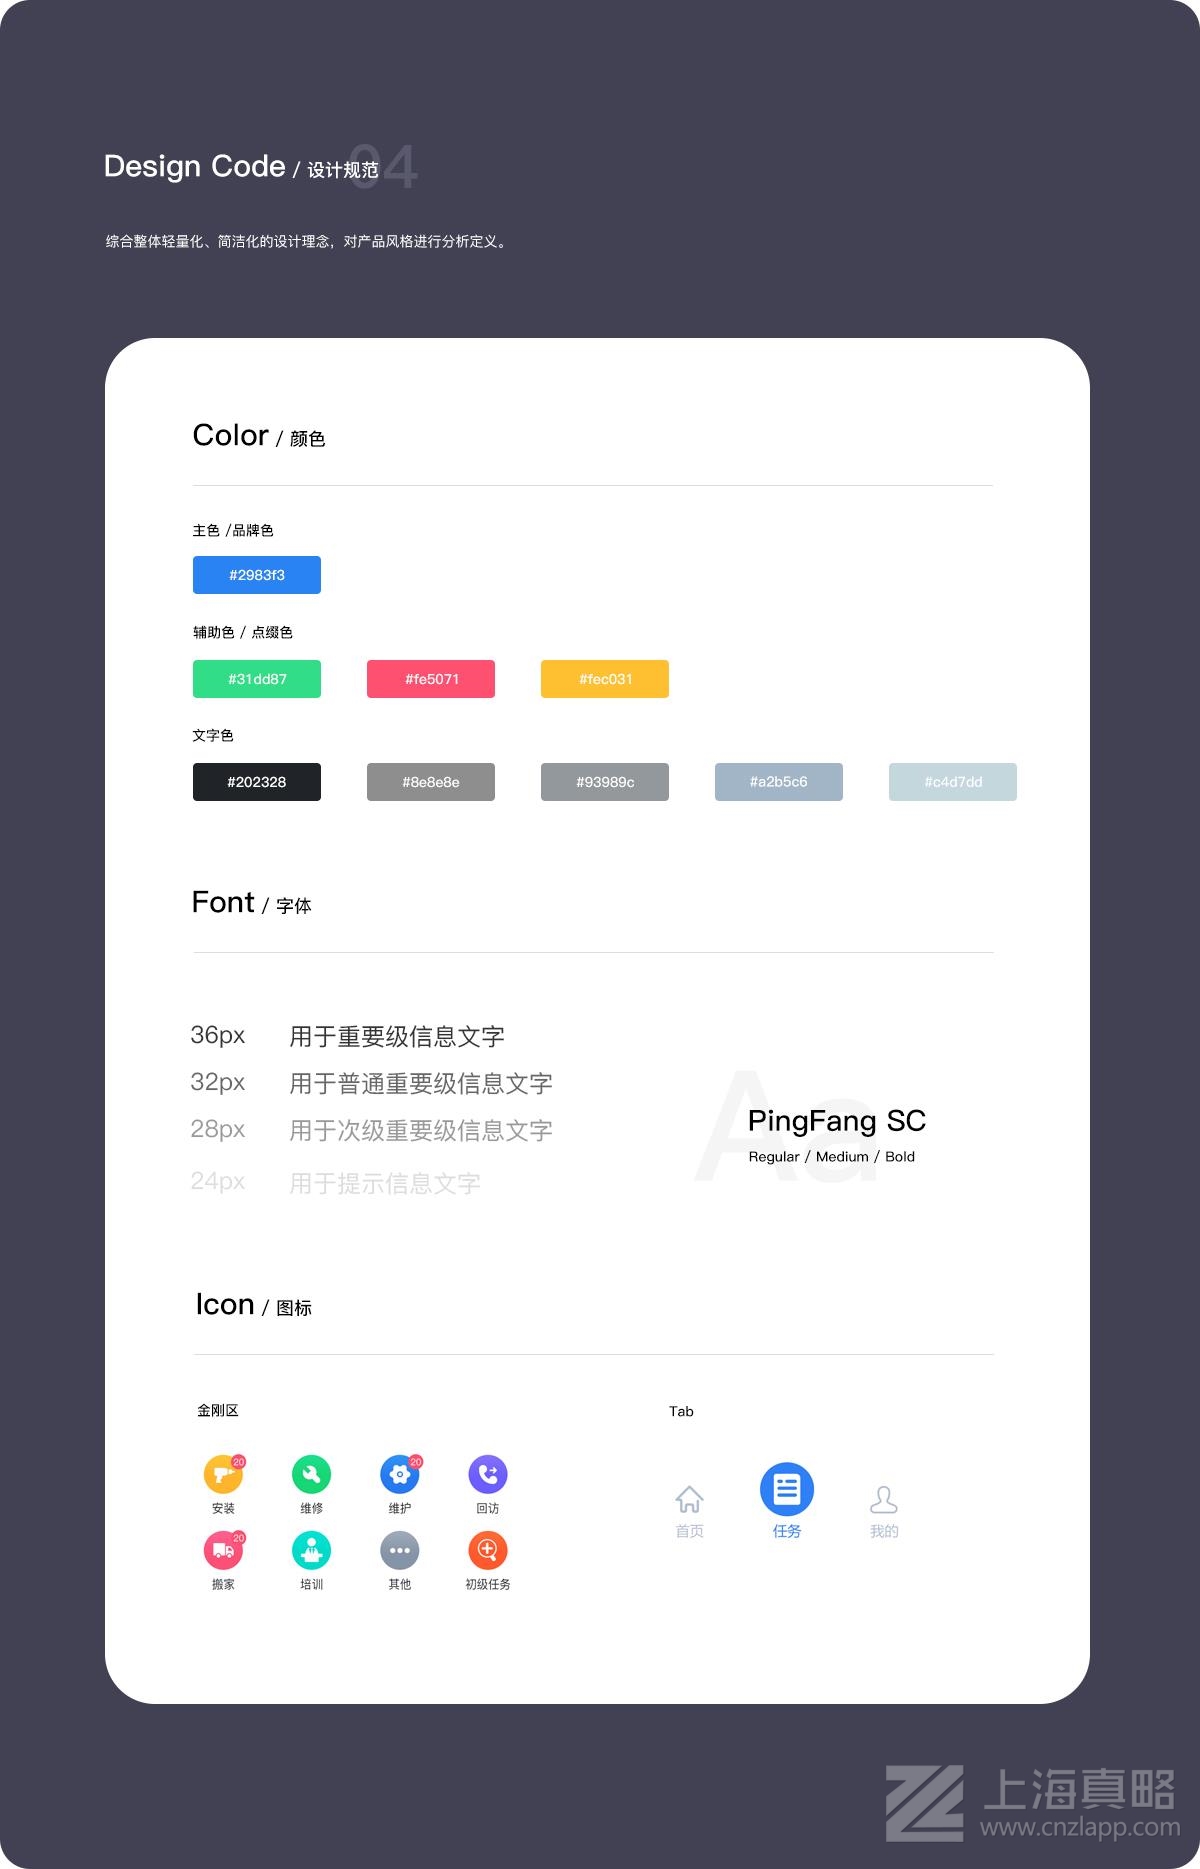 Design Code / 设计规范 04
综合整体轻量化、简洁化的设计理念，对产品风格进行分析定义。
Color / 颜色
主色 /品牌色
#2983f3
辅助色 / 点缀色
#31dd87 #fe5071 #fec031
文字色
#202328 #8e8e8e #93989c #a2b5c6 #c4d7dd
Font / 字体
36px 用于重要级信息文字
32px 用于普通重要级信息文字
28px 用于次级重要级信息文字
24px 用于提示信息文字
Aa
PingFang SC
Regular / Medium / Bold
Icon / 图标
金刚区
20 20
安装 维修 维护 回访
20
搬家 培训 其他 初级任务
Tab
首页 任务 我的
上海真略
www.cnzlapp.com